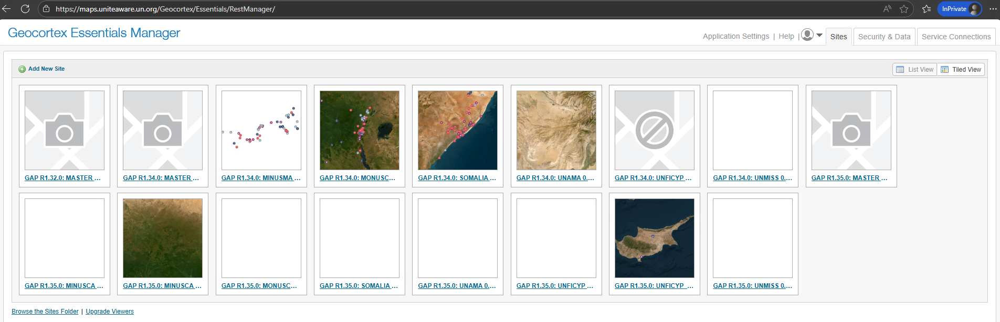 https://maps.uniteaware.un.org/Geocortex/Essentials/RestManager/
InPrivate
Geocortex Essentials Manager
Application Settings | Help |
Sites
Security & Data
Service Connections
Add New Site
List View
Tiled View
GAP R1.32.0: MASTER ...
GAP R1.34.0: MASTER ...
GAP R1.34.0: MINUSMA ...
GAP R1.34.0: MONUSC...
GAP R1.34.0: SOMALIA ...
GAP R1.34.0: UNAMA 0....
GAP R1.34.0: UNFICYP ...
GAP R1.34.0: UNMISS 0....
GAP R1.35.0: MASTER ...
GAP R1.35.0: MINUSCA ...
GAP R1.35.0: MINUSCA ...
GAP R1.35.0: MONUSC...
GAP R1.35.0: SOMALIA ...
GAP R1.35.0: UNAMA 0....
GAP R1.35.0: UNFICYP ...
GAP R1.35.0: UNFICYP ...
GAP R1.35.0: UNMISS 0....
Browse the Sites Folder | Upgrade Viewers